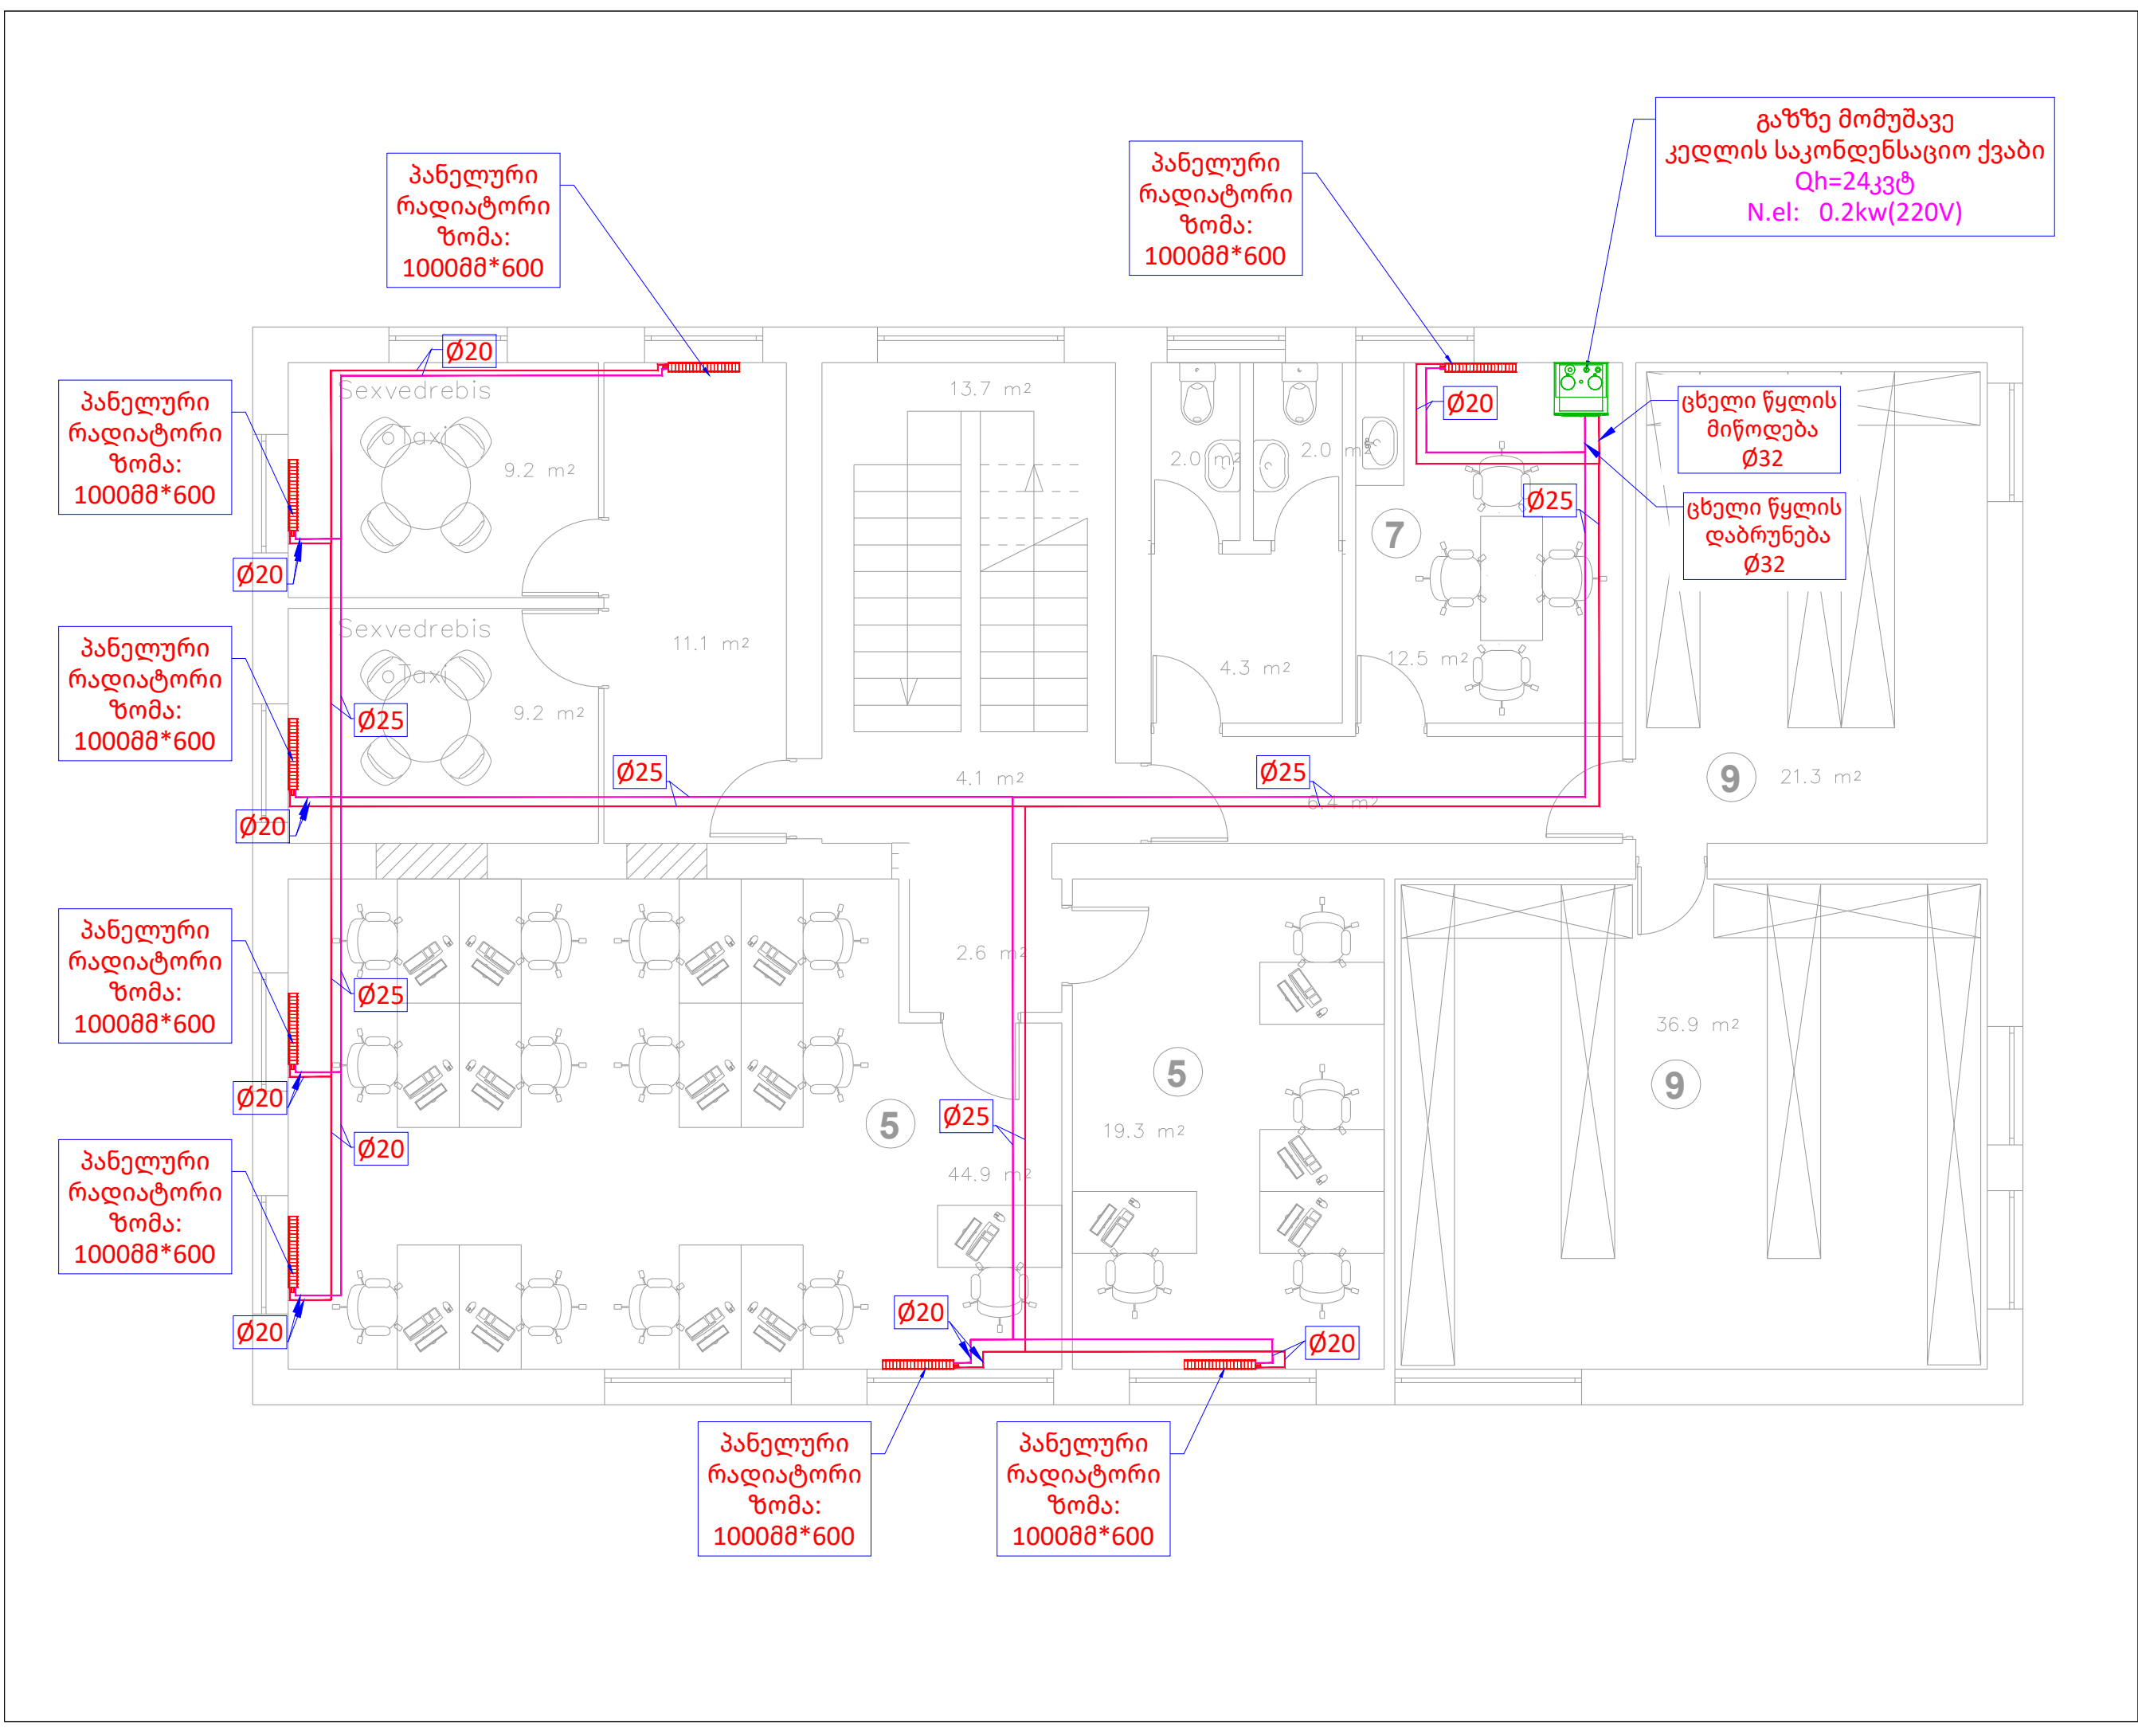 გაზზე მომუშავე
კედლის საკონდენსაციო ქვაბი
Qh=24კვტ
N.el: 0.2kw(220V)
პანელური
რადიატორი
ზომა:
1000მმ*600
პანელური
რადიატორი
ზომა:
1000მმ*600
Ø20
პანელური
რადიატორი
ზომა:
1000მმ*600
Sexvedrebis
oTaxi
9.2 m²
13.7 m²
2.0 m²
2.0 m²
Ø20
ცხელი წყლის
მიწოდება
Ø32
Ø25
ცხელი წყლის
დაბრუნება
Ø32
7
Ø20
Sexvedrebis
oTaxi
9.2 m²
11.1 m²
4.3 m²
12.5 m²
პანელური
რადიატორი
ზომა:
1000მმ*600
Ø25
Ø25
4.1 m²
Ø25
6.4 m²
9
21.3 m²
Ø20
პანელური
რადიატორი
ზომა:
1000მმ*600
Ø25
2.6 m²
36.9 m²
9
5
5
Ø20
Ø25
19.3 m²
Ø20
44.9 m²
პანელური
რადიატორი
ზომა:
1000მმ*600
Ø20
Ø20
Ø20
პანელური
რადიატორი
ზომა:
1000მმ*600
პანელური
რადიატორი
ზომა:
1000მმ*600